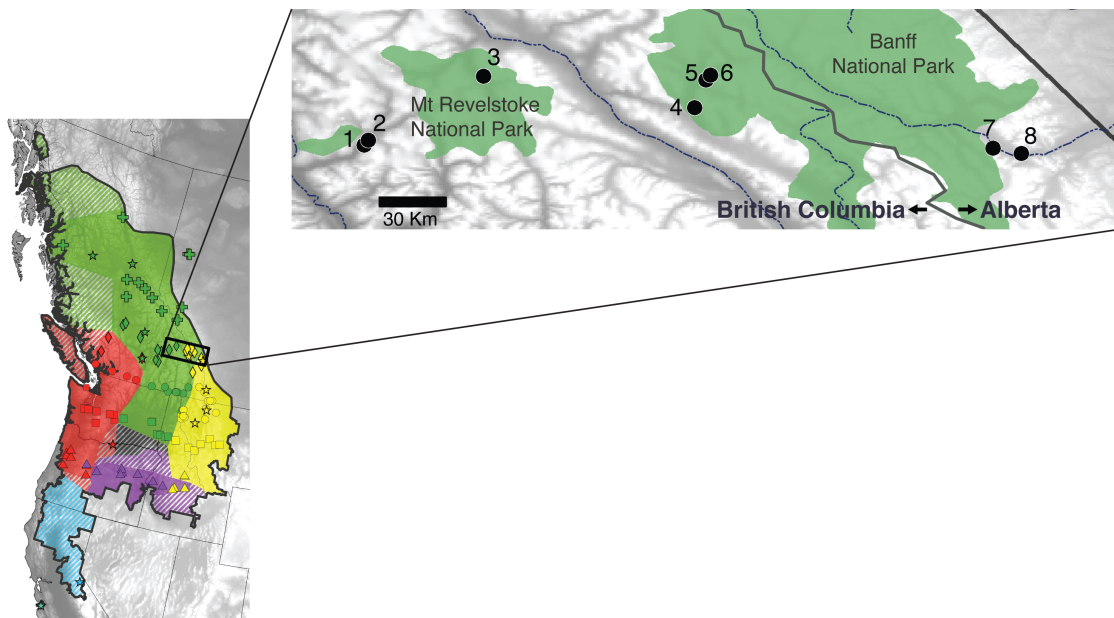 3
5
6
Banff
National Park
4
Mt Revelstoke
National Park
1
2
7
8
30 Km
British Columbia
Alberta